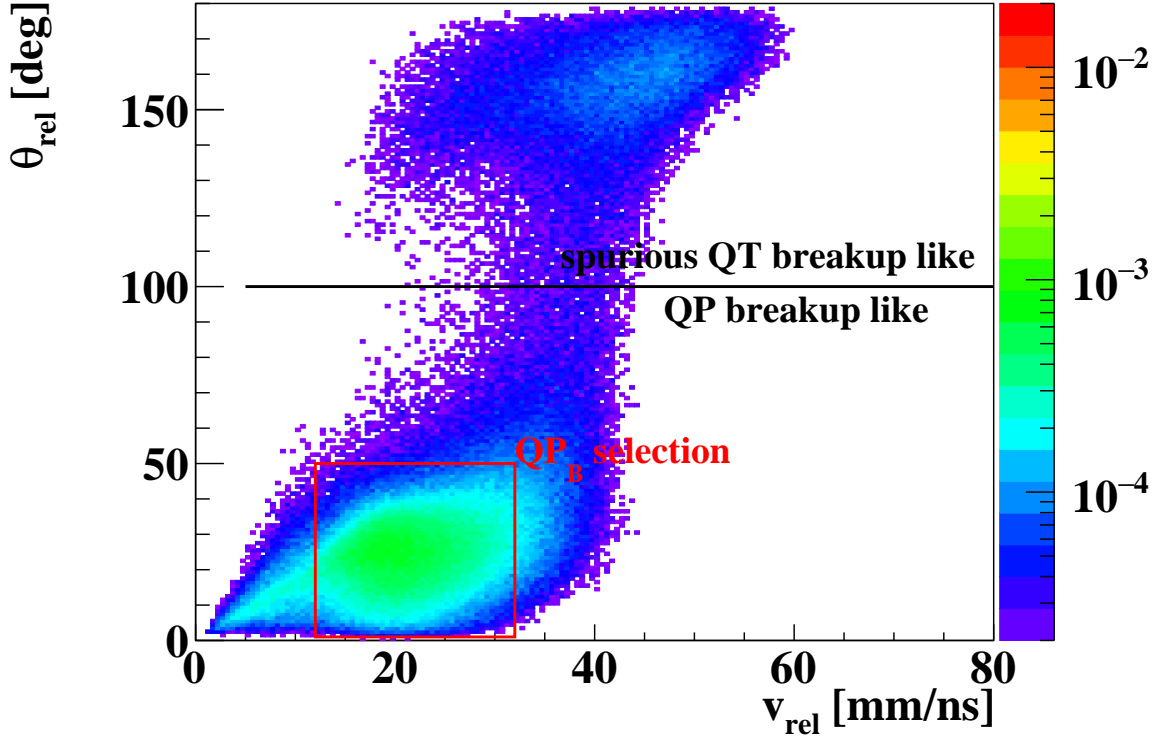 θrel [deg]
150
100
50
0
0 20 40 60 80
vrel [mm/ns]
spurious QT breakup like
QP breakup like
QPB selection
10−2
10−3
10−4